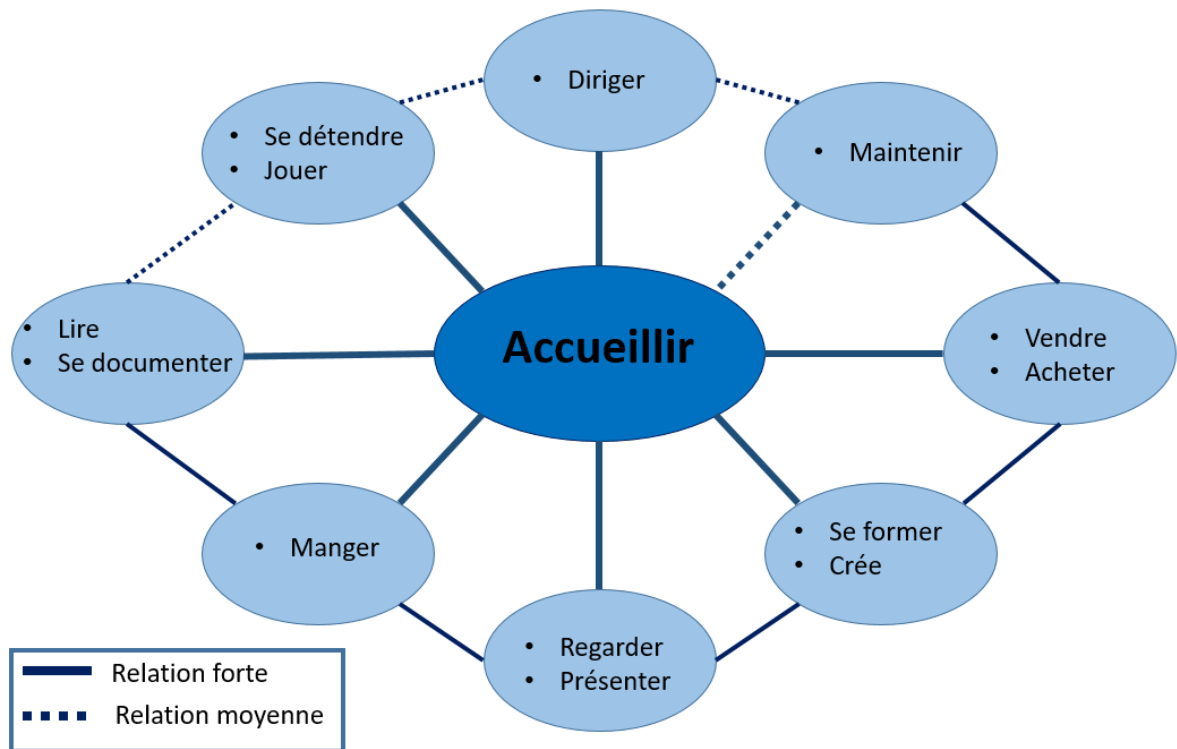 • Diriger
• Se détendre
• Jouer
• Maintenir
• Lire
• Se documenter
Accueillir
• Vendre
• Acheter
• Manger
• Se former
• Crée
• Regarder
• Présenter
Relation forte
Relation moyenne